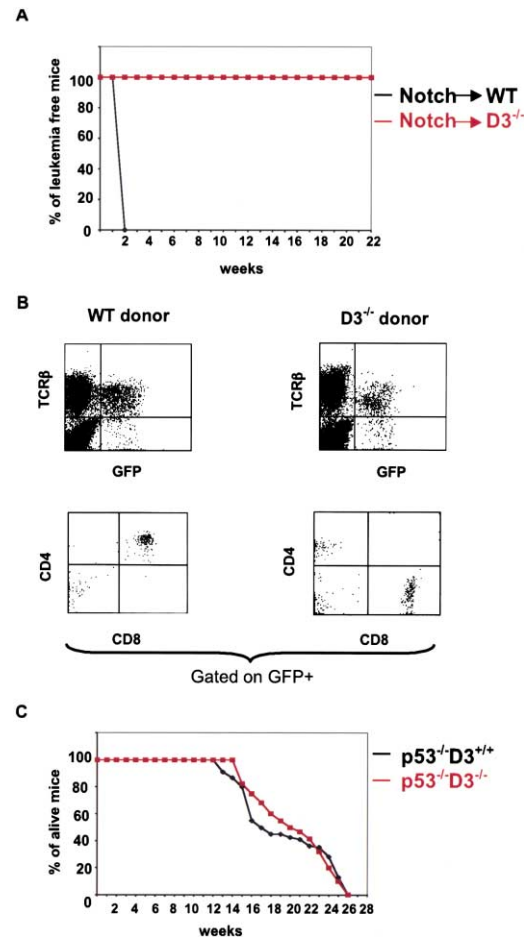 A
% of leukemia free mice
100
80
60
40
20
0
2 4 6 8 10 12 14 16 18 20 22
weeks
Notch→WT
Notch→D3-/-
B
WT donor
D3-/- donor
TCRβ
GFP
TCRβ
GFP
CD4
CD8
CD4
CD8
Gated on GFP+
C
% of alive mice
100
80
60
40
20
0
2 4 6 8 10 12 14 16 18 20 22 24 26 28
weeks
p53-/-D3+/+
p53-/-D3-/-